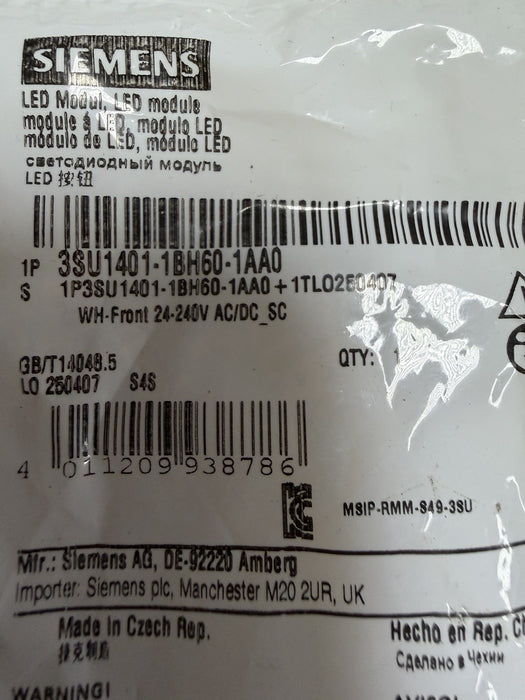 SIEMENS
LED Modul, LED module
module à LED, modulo LED
módulo de LED, módulo LED
светодиодный модуль
LED 按钮
1P 3SU1401-1BH60-1AA0
S 1P3SU1401-1BH60-1AA0+1TLO250407
WH-Front 24-240V AC/DC_SC
GB/T14048.5 QTY: 1
LO 250407 S4S
4 011209 938786
MSIP-RMM-S49-3SU
Mfr.: Siemens AG, DE-92220 Amberg
Importer: Siemens plc, Manchester M20 2UR, UK
Made in Czech Rep. Hecho en Rep.
捷克制造 Сделано в Чехии
WARNING!